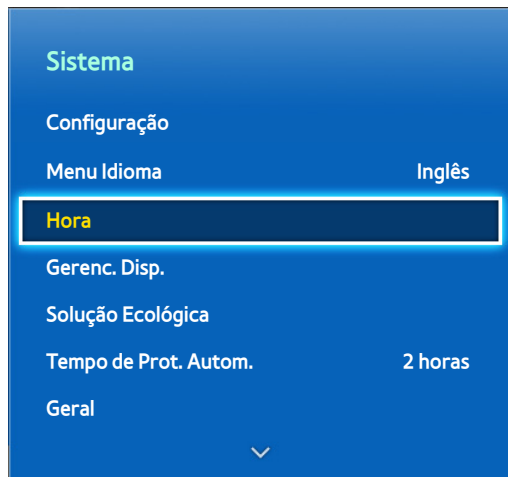 Sistema
Configuração
Menu Idioma Inglês
Hora
Gerenc. Disp.
Solução Ecológica
Tempo de Prot. Autom. 2 horas
Geral